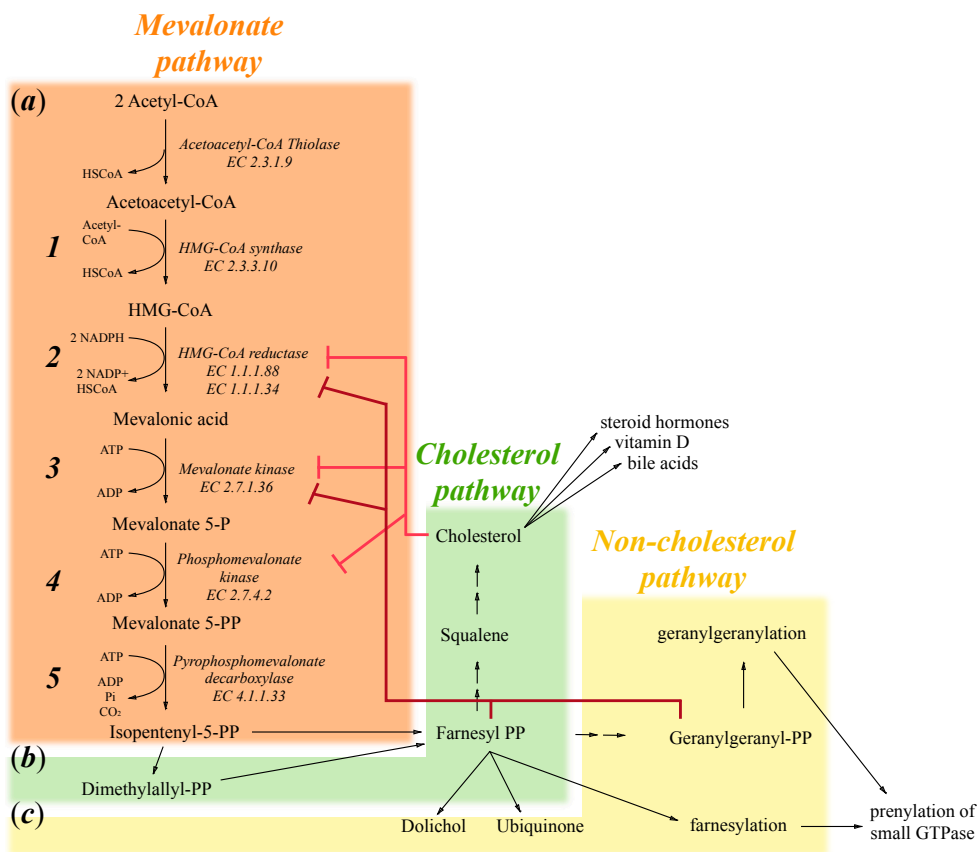 Mevalonate
pathway
(a)
2 Acetyl-CoA
Acetoacetyl-CoA Thiolase
EC 2.3.1.9
HSCoA
Acetoacetyl-CoA
1
Acetyl-
CoA
HSCoA
HMG-CoA synthase
EC 2.3.3.10
HMG-CoA
2
2 NADPH
2 NADP+
HSCoA
HMG-CoA reductase
EC 1.1.1.88
EC 1.1.1.34
Mevalonic acid
3
ATP
ADP
Mevalonate kinase
EC 2.7.1.36
Mevalonate 5-P
4
ATP
ADP
Phosphomevalonate
kinase
EC 2.7.4.2
Mevalonate 5-PP
5
ATP
ADP
Pi
CO₂
Pyrophosphomevalonate
decarboxylase
EC 4.1.1.33
Isopentenyl-5-PP
(b)
Dimethylallyl-PP
Cholesterol
pathway
steroid hormones
vitamin D
bile acids
Cholesterol
Squalene
Farnesyl PP
Non-cholesterol
pathway
geranylgeranylation
Geranylgeranyl-PP
(c)
Dolichol
Ubiquinone
farnesylation
prenylation of
small GTPase